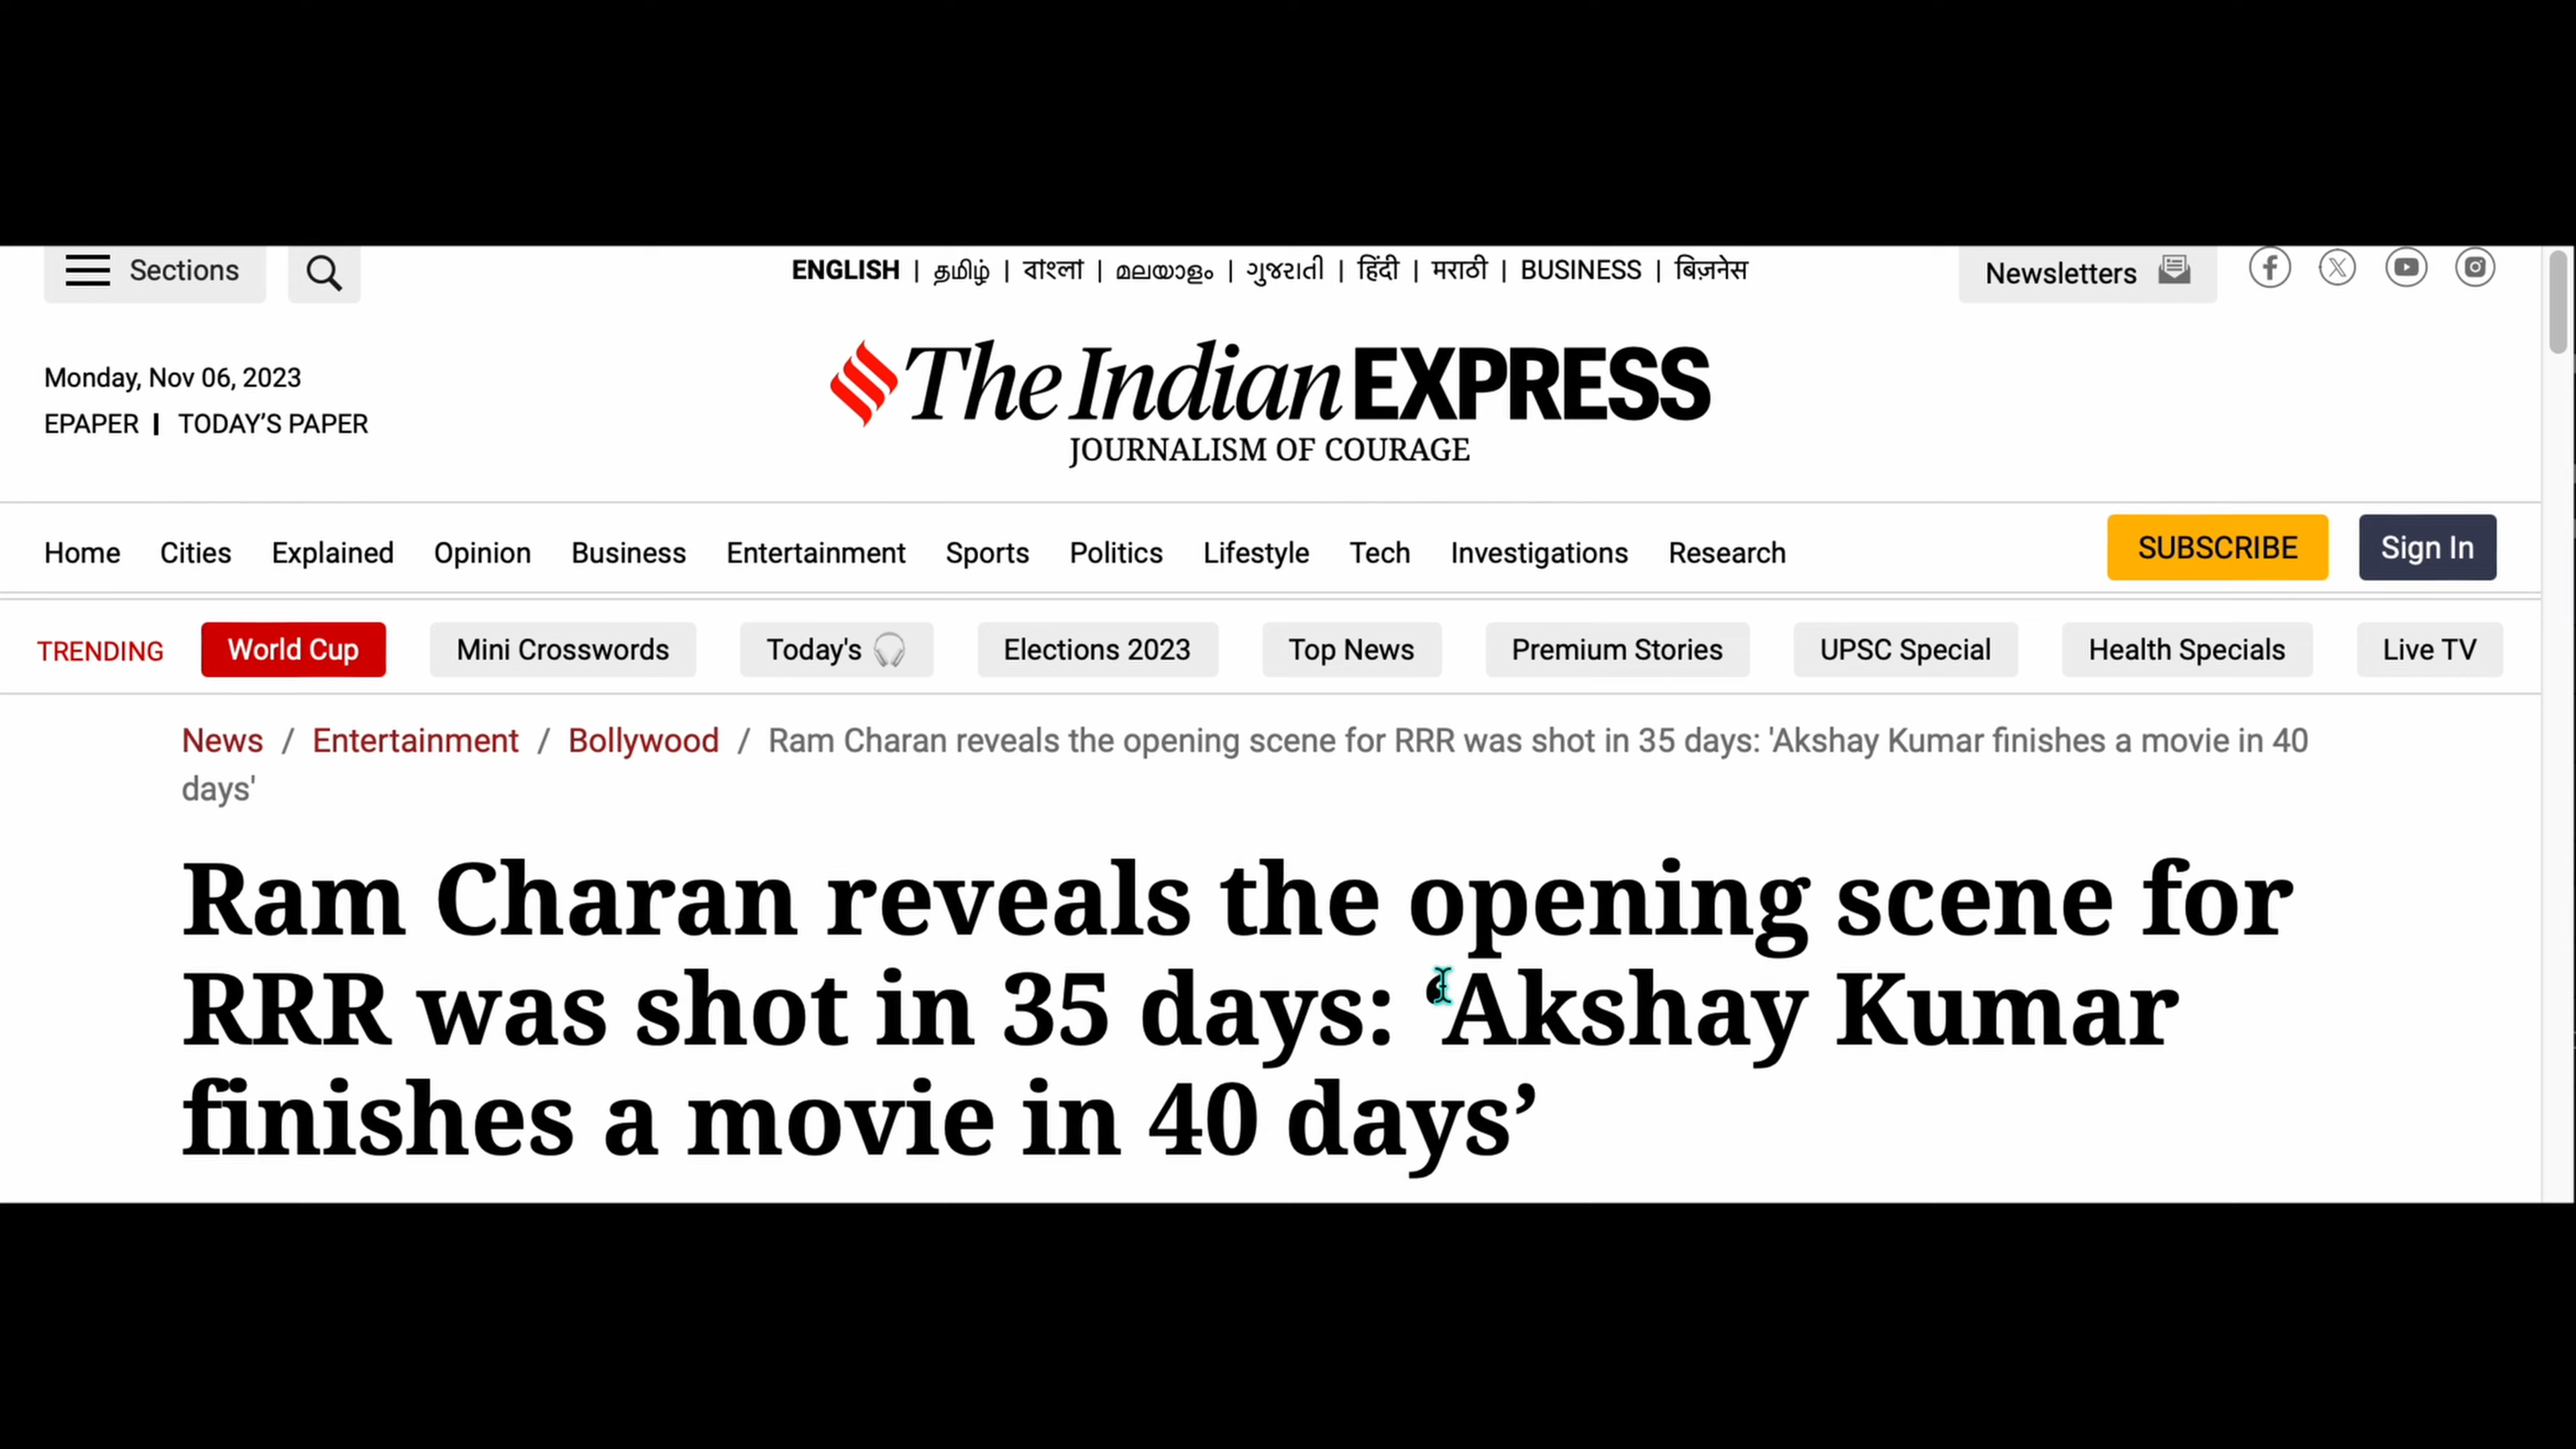 Sections
ENGLISH | தமிழ் | বাংলা | മലയാളം | ગુજરાતી | हिंदी | मराठी | BUSINESS | बिज़नेस
Newsletters
Monday, Nov 06, 2023
EPAPER | TODAY’S PAPER
The Indian EXPRESS
JOURNALISM OF COURAGE
Home Cities Explained Opinion Business Entertainment Sports Politics Lifestyle Tech Investigations Research
SUBSCRIBE Sign In
TRENDING World Cup Mini Crosswords Today's Elections 2023 Top News Premium Stories UPSC Special Health Specials Live TV
News / Entertainment / Bollywood / Ram Charan reveals the opening scene for RRR was shot in 35 days: 'Akshay Kumar finishes a movie in 40
days'
Ram Charan reveals the opening scene for
RRR was shot in 35 days: ‘Akshay Kumar
finishes a movie in 40 days’